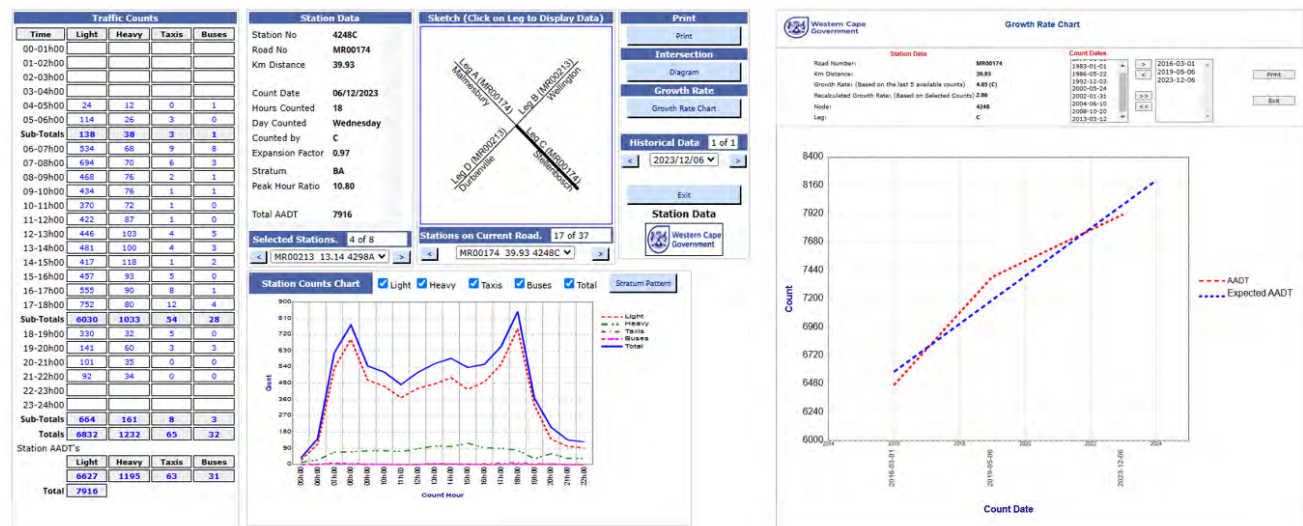 Traffic Counts
Time Light Heavy Taxis Buses
00-01h00
01-02h00
02-03h00
03-04h00
04-05h00 24 12 0 1
05-06h00 114 26 3 0
Sub-Totals 138 38 3 1
06-07h00 534 68 9 8
07-08h00 694 70 6 3
08-09h00 468 76 2 1
09-10h00 434 76 1 1
10-11h00 370 72 1 0
11-12h00 422 87 1 0
12-13h00 446 103 4 5
13-14h00 481 100 4 3
14-15h00 417 118 1 2
15-16h00 457 93 5 0
16-17h00 555 90 8 1
17-18h00 752 80 12 4
Sub-Totals 6030 1033 54 28
18-19h00 330 32 5 0
19-20h00 141 60 3 3
20-21h00 101 35 0 0
21-22h00 92 34 0 0
22-23h00
23-24h00
Sub-Totals 664 161 8 3
Totals 6832 1232 65 32
Station AADT's
Light Heavy Taxis Buses
6627 1195 63 31
Total 7916
Station Data
Station No 4248C
Road No MR00174
Km Distance 39.93
Count Date 06/12/2023
Hours Counted 18
Day Counted Wednesday
Counted by C
Expansion Factor 0.97
Stratum BA
Peak Hour Ratio 10.80
Total AADT 7916
Selected Stations. 4 of 8
< MR00213 13.14 4298A >
Sketch (Click on Leg to Display Data)
Leg A (MR00174)
Malmesbury
Leg B (MR00213)
Wellington
Leg C (MR00174)
Stellenbosch
Leg D (MR00213)
Durbanville
Stations on Current Road. 17 of 37
< MR00174 39.93 4248C >
Print
Print
Intersection
Diagram
Growth Rate
Growth Rate Chart
Historical Data 1 of 1
< 2023/12/06 >
Exit
Station Data
Western Cape
Government
Station Counts Chart Light Heavy Taxis Buses Total Stratum Pattern
900
810
720
630
540
450
360
270
180
90
0
Count Hour
Light
Heavy
Taxis
Buses
Total
Western Cape
Government
Growth Rate Chart
Station Data
Road Number: MR00174
Km Distance: 39.93
Growth Rate: (Based on the last 5 available counts) 4.85 (C)
Recalculated Growth Rate: (Based on Selected Counts) 2.86
Node: 4248
Leg: C
Count Dates
1983-01-01
1986-05-22
1992-12-03
2000-05-24
2002-01-31
2004-06-10
2008-10-20
2013-03-12
>
<
>>
<<
2016-03-01
2019-05-06
2023-12-06
Print
Exit
8400
8160
7920
7680
7440
7200
6960
6720
6480
6240
6000
Count
2014 2016 2018 2020 2022 2024
2016-03-01
2019-05-06
2023-12-06
Count Date
AADT
Expected AADT